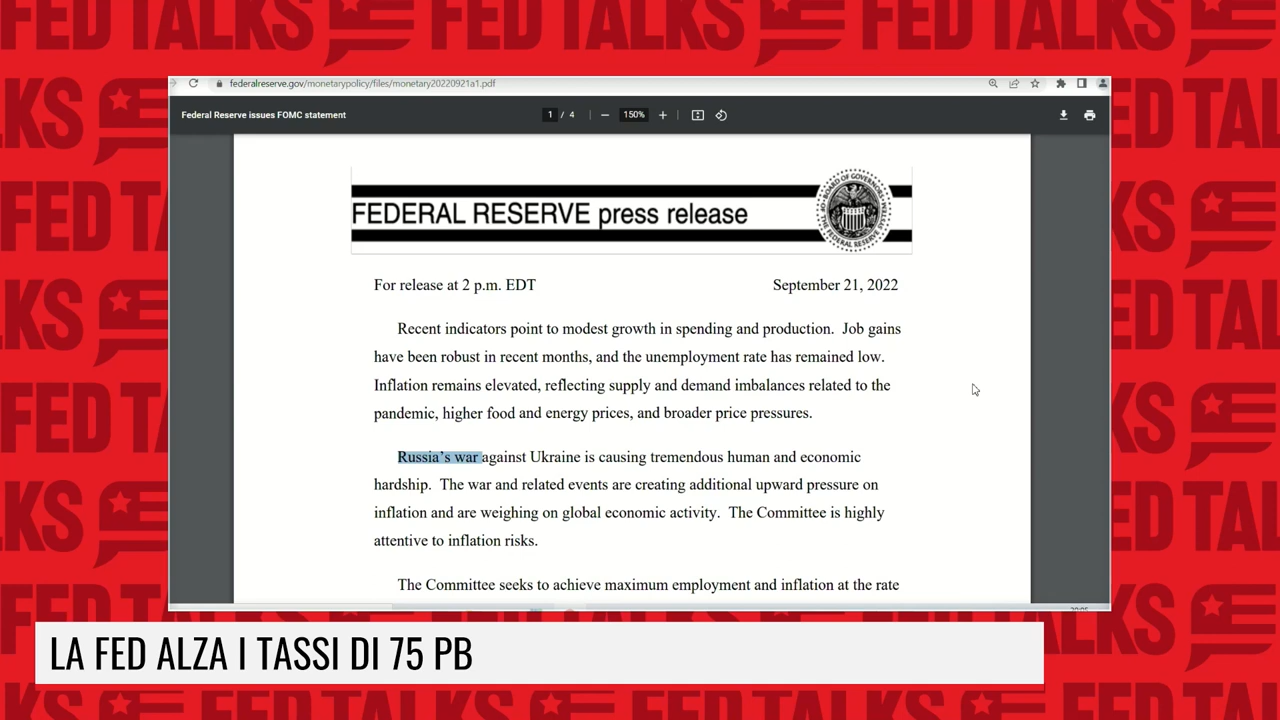 FED TALKS
federalreserve.gov/monetarypolicy/files/monetary20220921a1.pdf
Federal Reserve issues FOMC statement
1 / 4
150%
FEDERAL RESERVE press release
BOARD OF GOVERNORS
THE FEDERAL RESERVE
For release at 2 p.m. EDT
September 21, 2022
Recent indicators point to modest growth in spending and production. Job gains
have been robust in recent months, and the unemployment rate has remained low.
Inflation remains elevated, reflecting supply and demand imbalances related to the
pandemic, higher food and energy prices, and broader price pressures.
Russia’s war against Ukraine is causing tremendous human and economic
hardship. The war and related events are creating additional upward pressure on
inflation and are weighing on global economic activity. The Committee is highly
attentive to inflation risks.
The Committee seeks to achieve maximum employment and inflation at the rate
LA FED ALZA I TASSI DI 75 PB